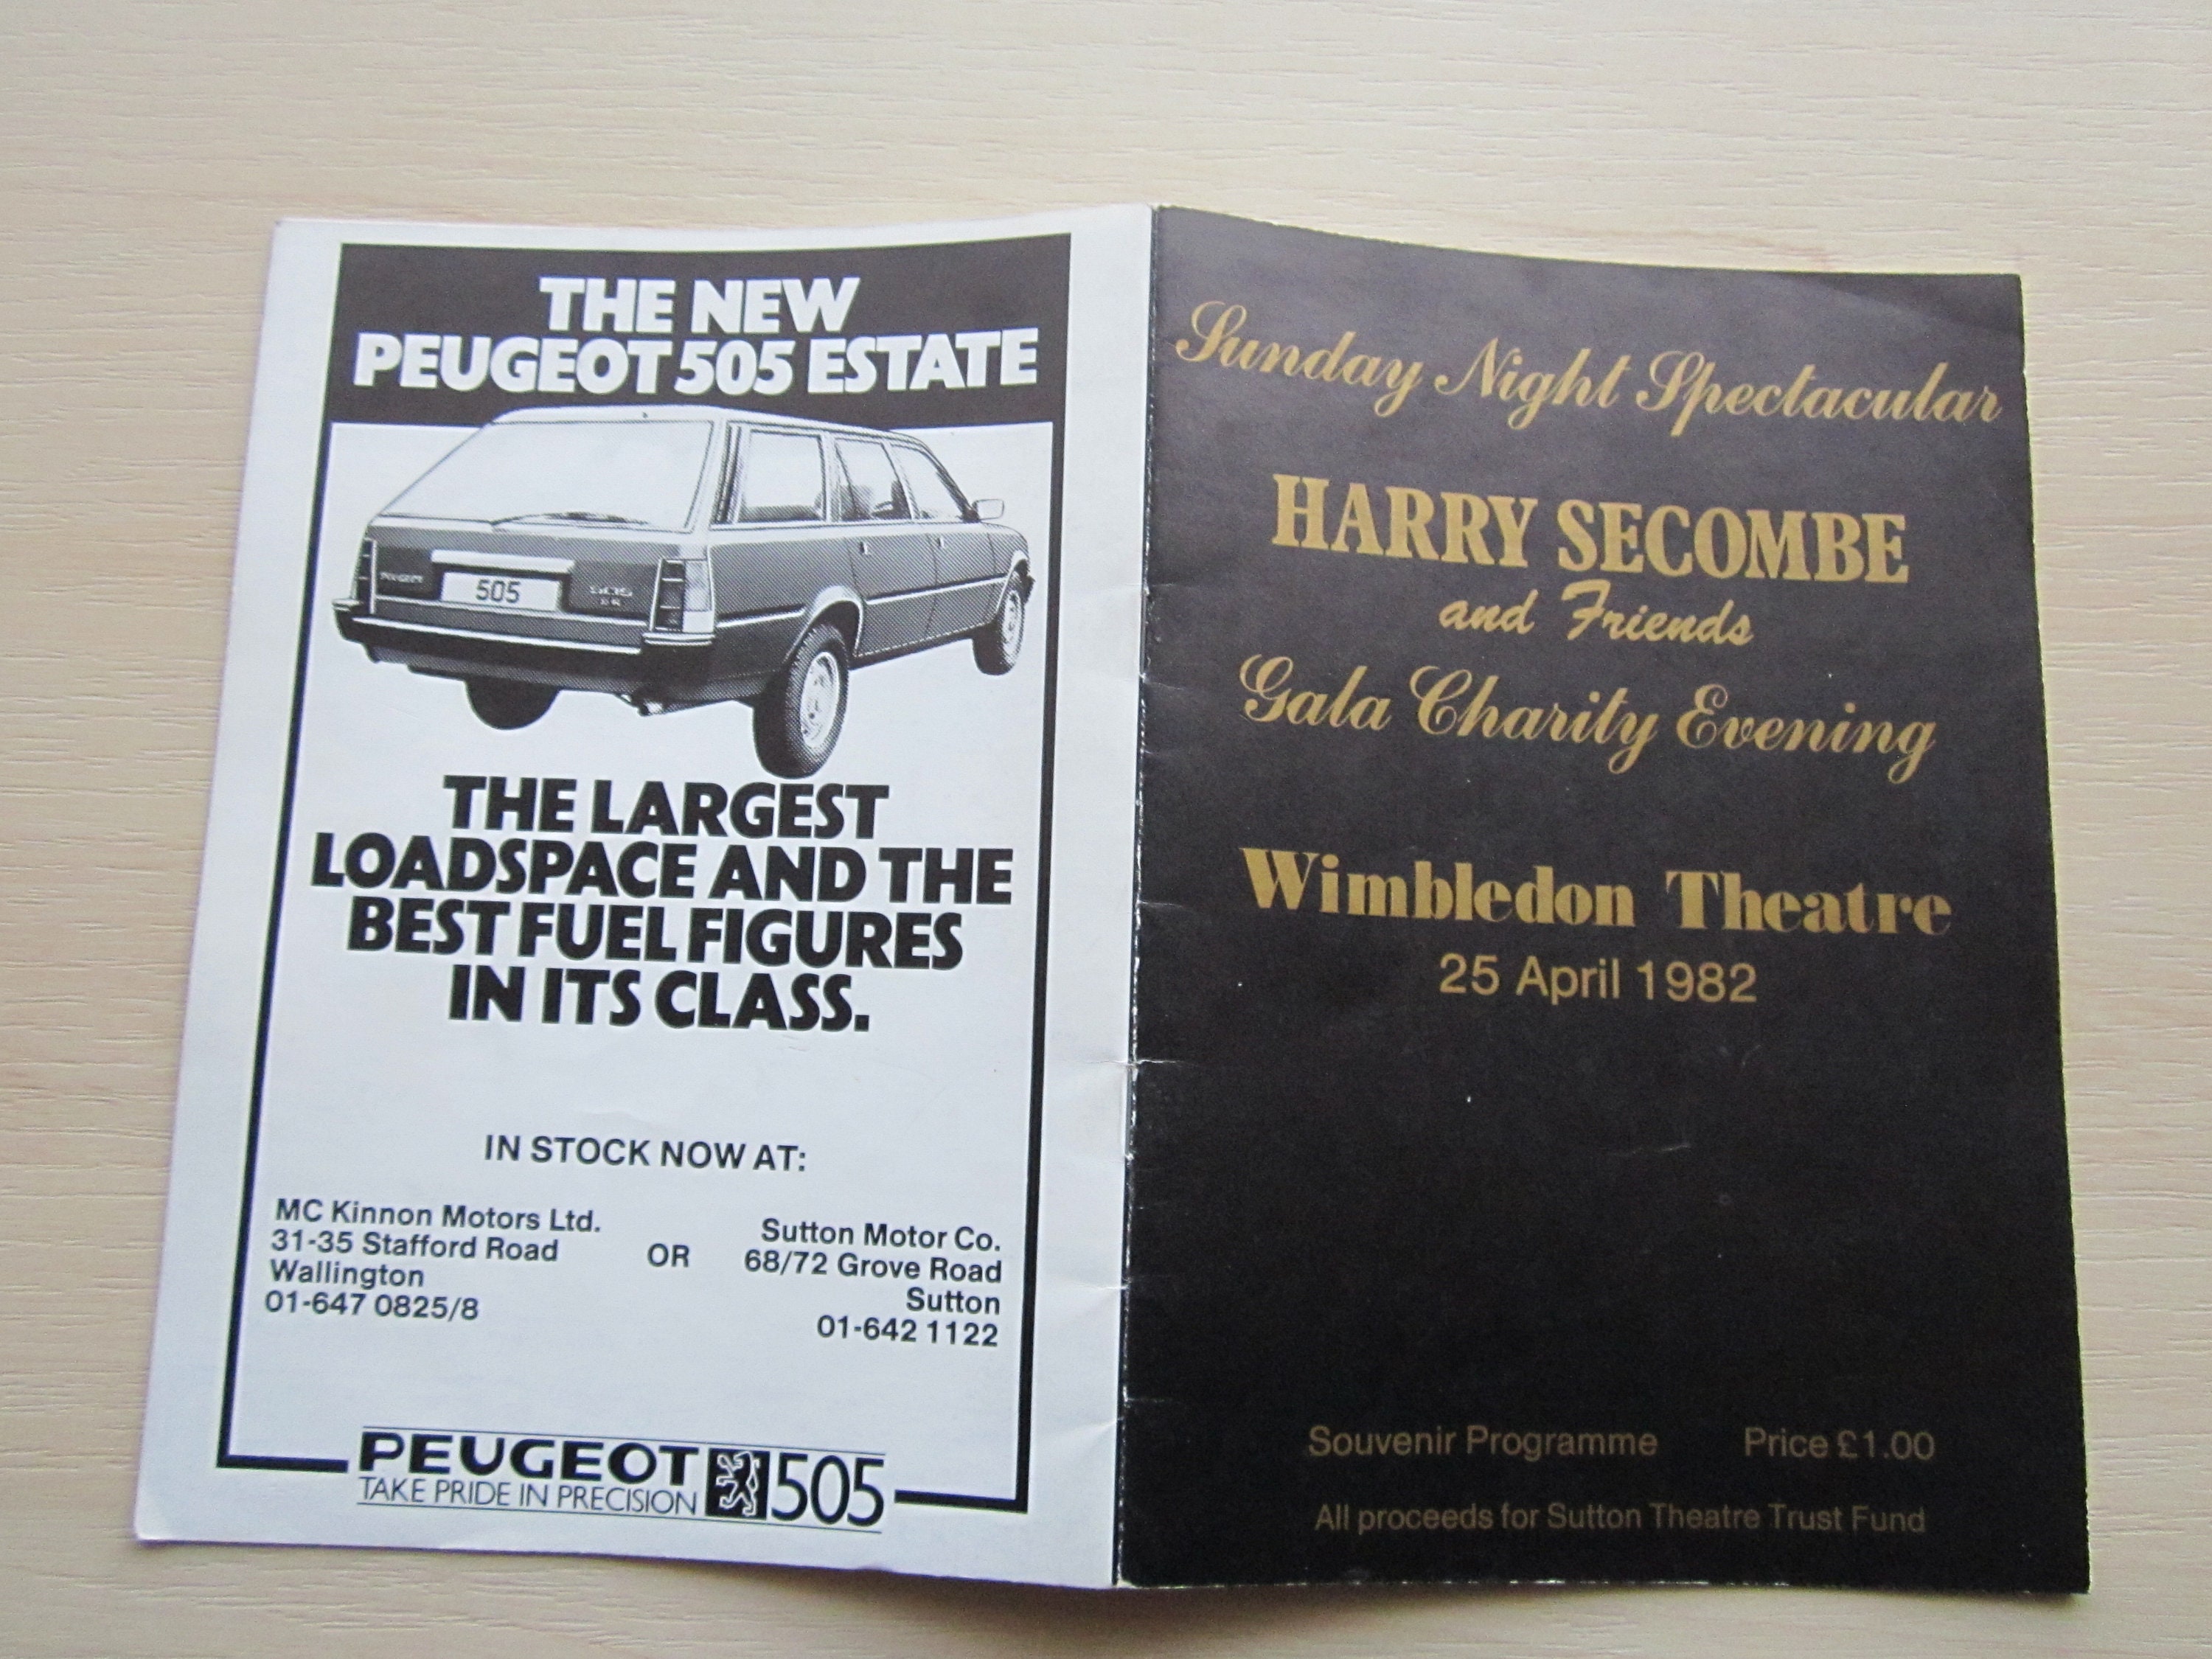 THE NEW
PEUGEOT 505 ESTATE
PEUGEOT
505
505
THE LARGEST
LOADSPACE AND THE
BEST FUEL FIGURES
IN ITS CLASS.
IN STOCK NOW AT:
MC Kinnon Motors Ltd.
31-35 Stafford Road
Wallington
01-647 0825/8
OR
Sutton Motor Co.
68/72 Grove Road
Sutton
01-642 1122
PEUGEOT 505
TAKE PRIDE IN PRECISION
Sunday Night Spectacular
HARRY SECOMBE
and Friends
Gala Charity Evening
Wimbledon Theatre
25 April 1982
Souvenir Programme Price £1.00
All proceeds for Sutton Theatre Trust Fund